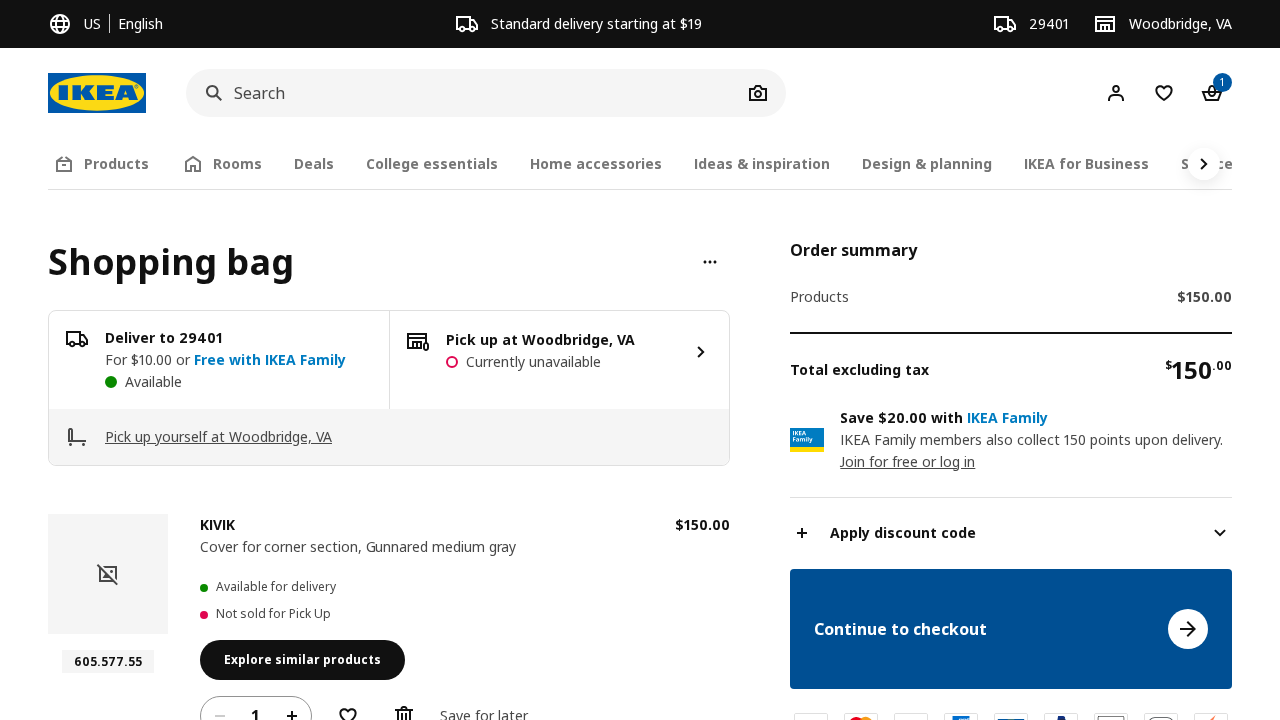 US | English
Standard delivery starting at $19
29401
Woodbridge, VA
IKEA
Search
1
Products
Rooms
Deals
College essentials
Home accessories
Ideas & inspiration
Design & planning
IKEA for Business
Shopping bag
Deliver to 29401
For $10.00 or Free with IKEA Family
Available
Pick up at Woodbridge, VA
Currently unavailable
Pick up yourself at Woodbridge, VA
KIVIK
$150.00
Cover for corner section, Gunnared medium gray
Available for delivery
Not sold for Pick Up
605.577.55
Explore similar products
1
Save for later
Order summary
Products
$150.00
Total excluding tax
$150.00
Save $20.00 with IKEA Family
IKEA Family
IKEA Family members also collect 150 points upon delivery.
Join for free or log in
Apply discount code
Continue to checkout